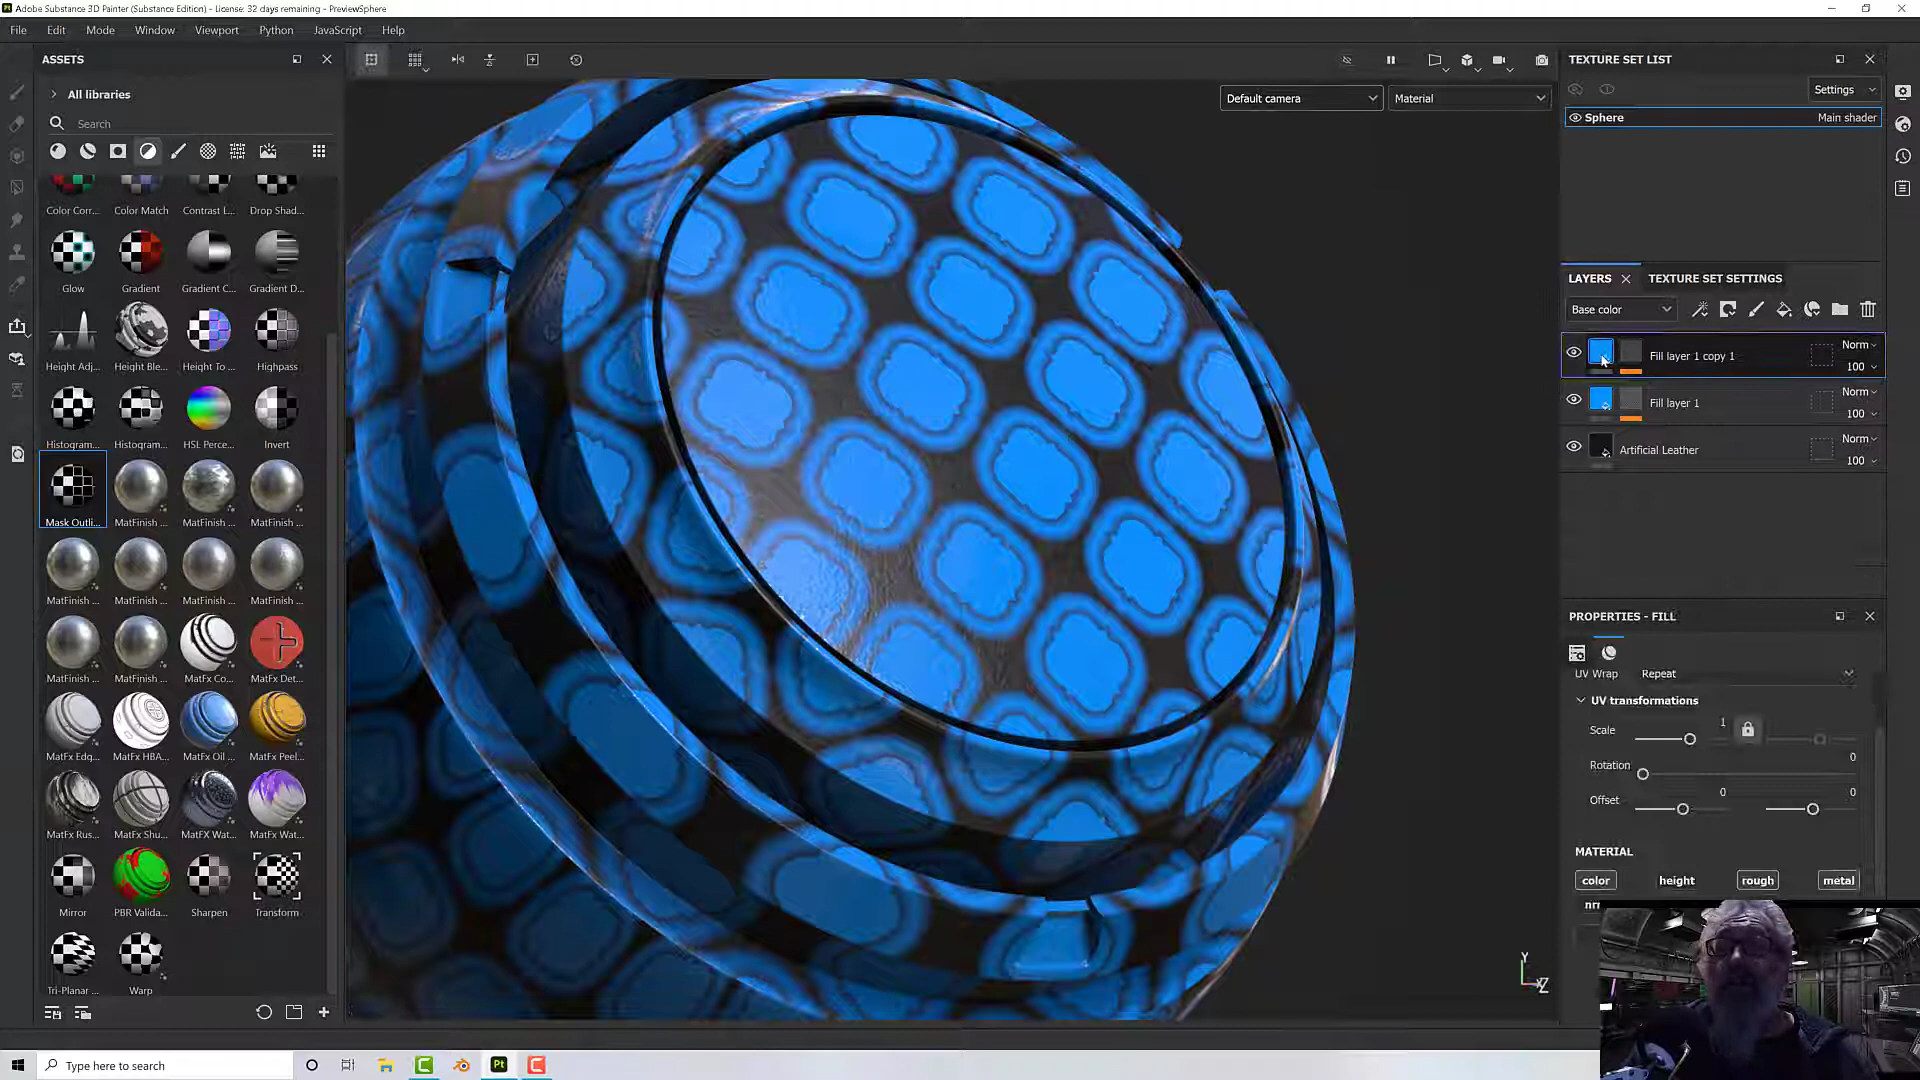 Adobe Substance 3D Painter (Substance Edition) - License: 32 days remaining - PreviewSphere
File Edit Mode Window Viewport Python JavaScript Help
ASSETS
All libraries
Search
Color Corr... Color Match Contrast L... Drop Shad...
Glow Gradient Gradient C... Gradient D...
Height Adj... Height Ble... Height To ... Highpass
Histogram... Histogram... HSL Perce... Invert
Mask Outli... MatFinish ... MatFinish ... MatFinish ...
MatFinish ... MatFinish ... MatFinish ... MatFinish ...
MatFinish ... MatFinish ... MatFx Co... MatFx Det...
MatFx Edg... MatFx HBA... MatFx Oil ... MatFx Peel...
MatFx Rus... MatFx Shu... MatFX Wat... MatFx Wat...
Mirror PBR Valida... Sharpen Transform
Tri-Planar ... Warp
Default camera Material
Y
Z
TEXTURE SET LIST
Settings
Sphere Main shader
LAYERS TEXTURE SET SETTINGS
Base color
Fill layer 1 copy 1 Norm 100
Fill layer 1 Norm 100
Artificial Leather Norm 100
PROPERTIES - FILL
UV Wrap Repeat
UV transformations
Scale 1
Rotation 0
Offset 0 0
MATERIAL
color height rough metal
Type here to search
Pt